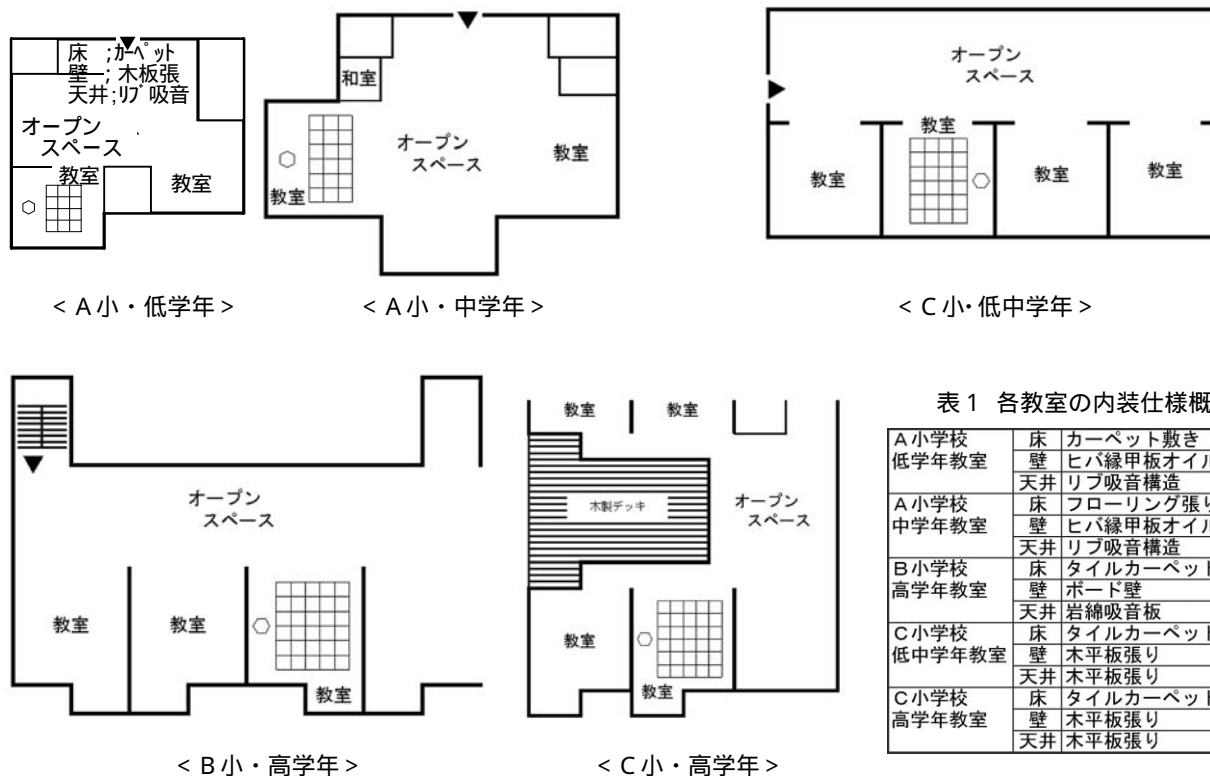 床 ;カーペット
壁 ; 木板張
天井;リブ吸音
オープン
スペース
教室
教室
和室
オープン
スペース
教室
教室
オープン
スペース
教室
教室
教室
教室
< A小・低学年 >
< A小・中学年 >
< C小・低中学年 >
オープン
スペース
教室
教室
教室
教室
教室
木製デッキ
オープン
スペース
教室
教室
< B小・高学年 >
< C小・高学年 >
表1 各教室の内装仕様概
A小学校 床 カーペット敷き
低学年教室 壁 ヒバ縁甲板オイル
天井 リブ吸音構造
A小学校 床 フローリング張り
中学年教室 壁 ヒバ縁甲板オイル
天井 リブ吸音構造
B小学校 床 タイルカーペット
高学年教室 壁 ボード壁
天井 岩綿吸音板
C小学校 床 タイルカーペット
低中学年教室 壁 木平板張り
天井 木平板張り
C小学校 床 タイルカーペット
高学年教室 壁 木平板張り
天井 木平板張り